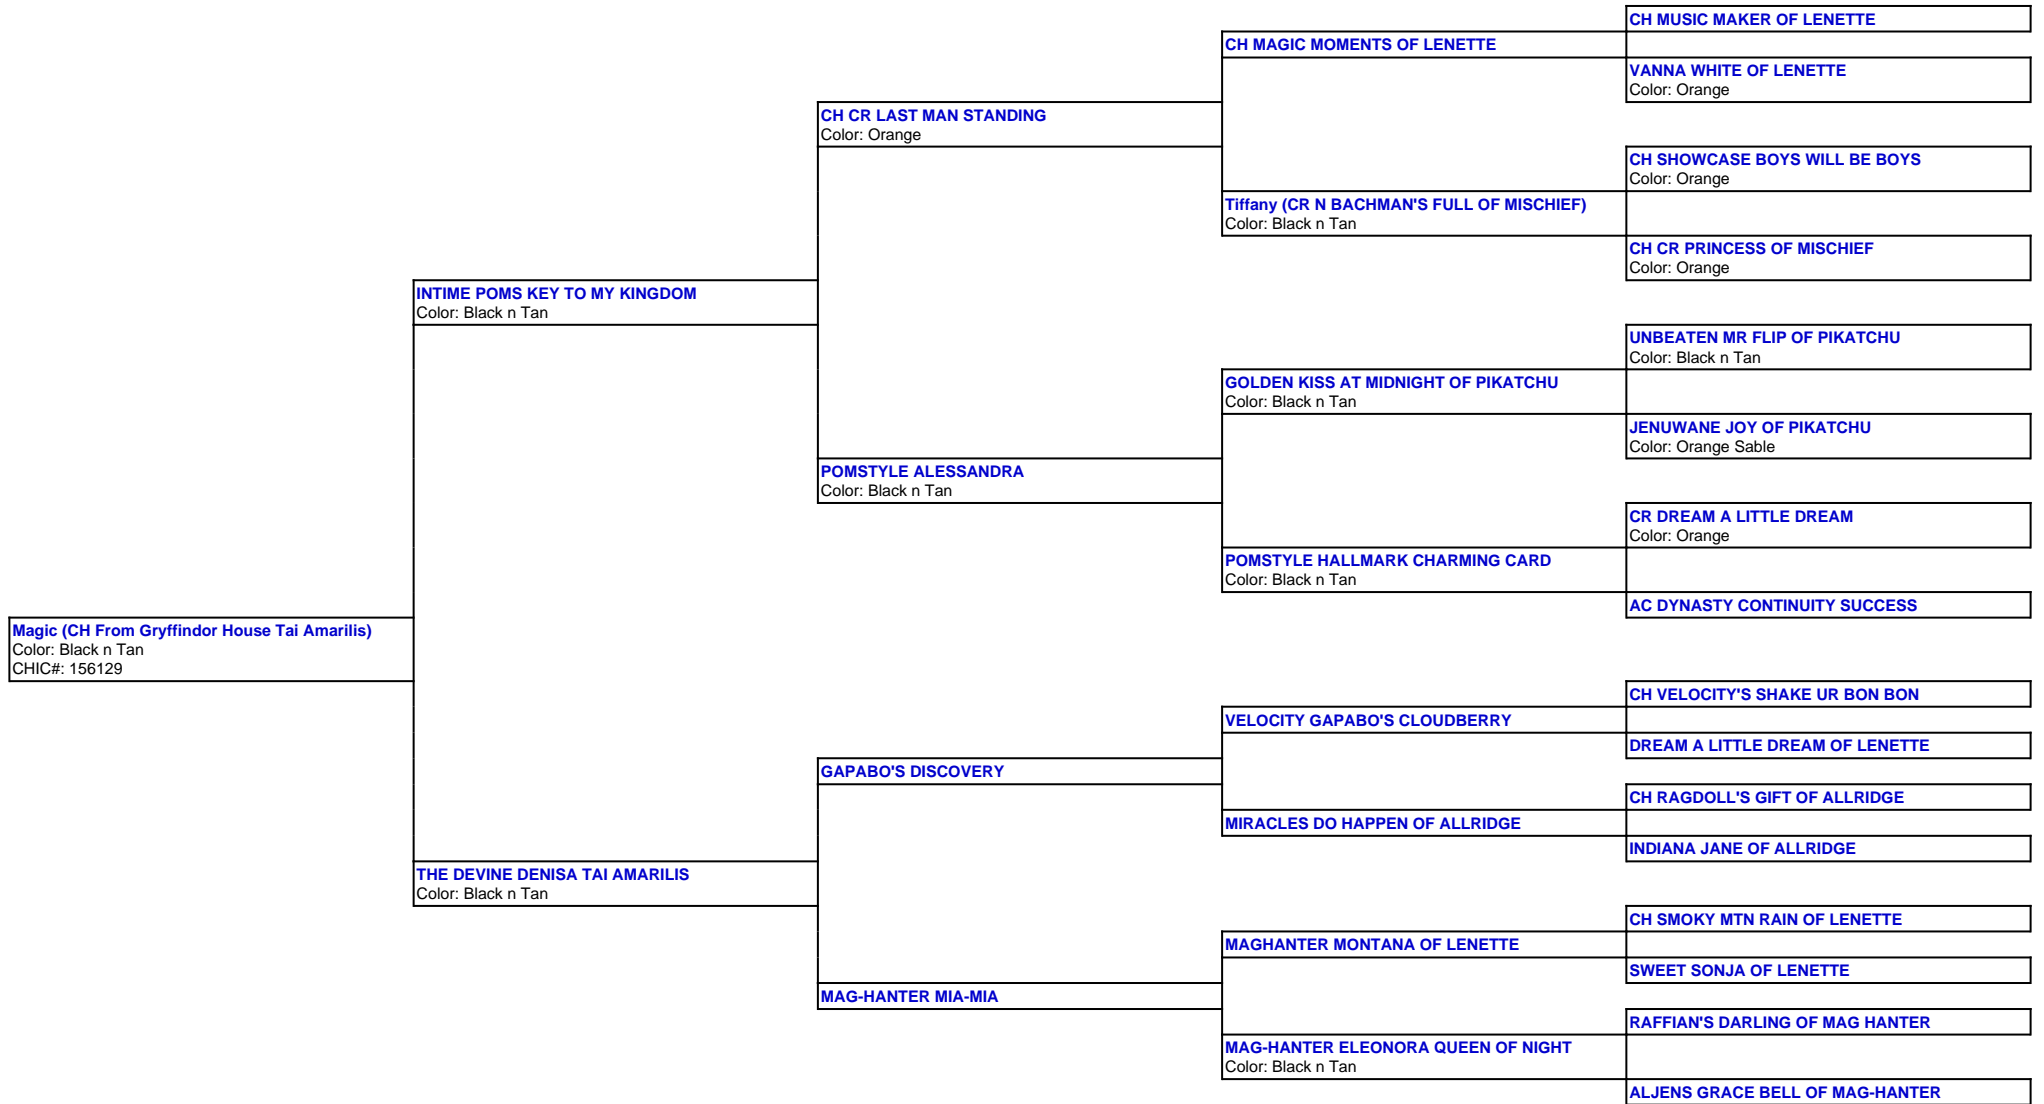 CH MUSIC MAKER OF LENETTE
CH MAGIC MOMENTS OF LENETTE
VANNA WHITE OF LENETTE
Color: Orange
CH CR LAST MAN STANDING
Color: Orange
CH SHOWCASE BOYS WILL BE BOYS
Color: Orange
Tiffany (CR N BACHMAN'S FULL OF MISCHIEF)
Color: Black n Tan
CH CR PRINCESS OF MISCHIEF
Color: Orange
INTIME POMS KEY TO MY KINGDOM
Color: Black n Tan
UNBEATEN MR FLIP OF PIKATCHU
Color: Black n Tan
GOLDEN KISS AT MIDNIGHT OF PIKATCHU
Color: Black n Tan
JENUWANE JOY OF PIKATCHU
Color: Orange Sable
POMSTYLE ALESSANDRA
Color: Black n Tan
CR DREAM A LITTLE DREAM
Color: Orange
POMSTYLE HALLMARK CHARMING CARD
Color: Black n Tan
AC DYNASTY CONTINUITY SUCCESS
Magic (CH From Gryffindor House Tai Amarilis)
Color: Black n Tan
CHIC#: 156129
CH VELOCITY'S SHAKE UR BON BON
VELOCITY GAPABO'S CLOUDBERRY
DREAM A LITTLE DREAM OF LENETTE
GAPABO'S DISCOVERY
CH RAGDOLL'S GIFT OF ALLRIDGE
MIRACLES DO HAPPEN OF ALLRIDGE
INDIANA JANE OF ALLRIDGE
THE DEVINE DENISA TAI AMARILIS
Color: Black n Tan
CH SMOKY MTN RAIN OF LENETTE
MAGHANTER MONTANA OF LENETTE
SWEET SONJA OF LENETTE
MAG-HANTER MIA-MIA
RAFFIAN'S DARLING OF MAG HANTER
MAG-HANTER ELEONORA QUEEN OF NIGHT
Color: Black n Tan
ALJENS GRACE BELL OF MAG-HANTER